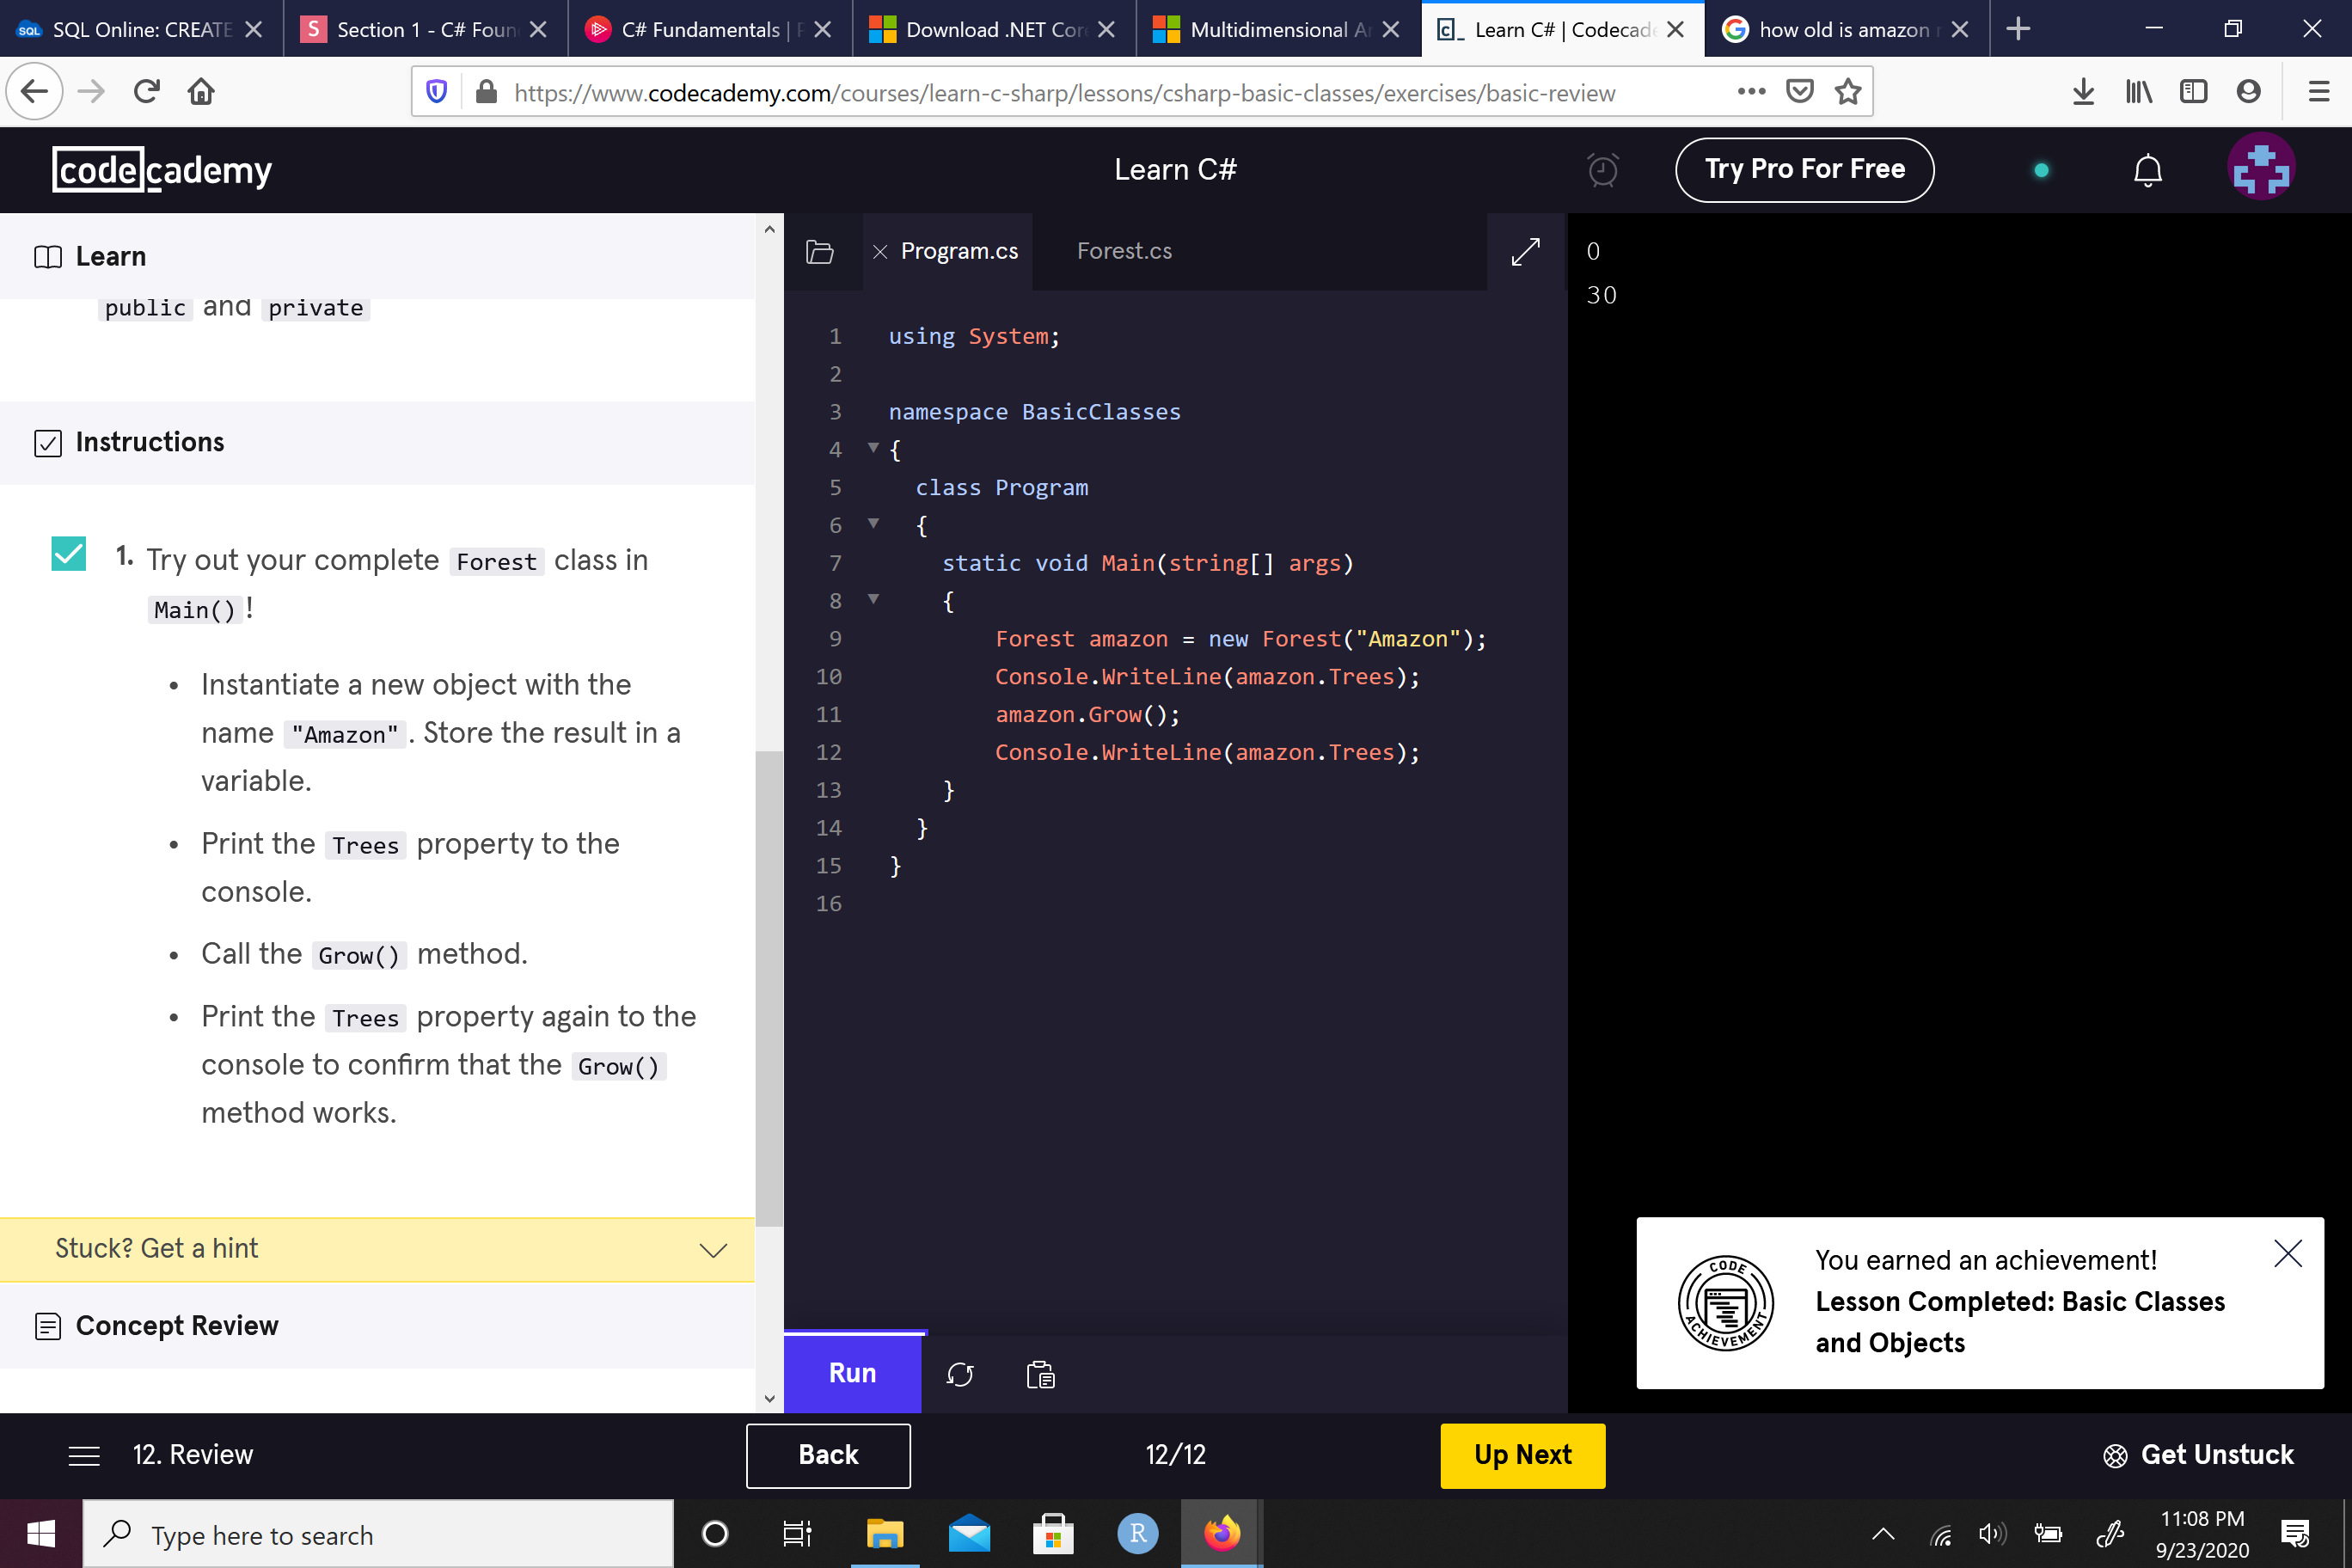 SQL Online: CREATE
Section 1 - C# Foun
C# Fundamentals |
Download .NET Cor
Multidimensional A
Learn C# | Codecade
how old is amazon
https://www.codecademy.com/courses/learn-c-sharp/lessons/csharp-basic-classes/exercises/basic-review
codecademy
Learn C#
Try Pro For Free
Learn
public and private
Instructions
1. Try out your complete Forest class in
Main()!
• Instantiate a new object with the
name "Amazon". Store the result in a
variable.
• Print the Trees property to the
console.
• Call the Grow() method.
• Print the Trees property again to the
console to confirm that the Grow()
method works.
Stuck? Get a hint
Concept Review
Program.cs
Forest.cs
1 using System;
2
3 namespace BasicClasses
4 {
5 class Program
6 {
7 static void Main(string[] args)
8 {
9 Forest amazon = new Forest("Amazon");
10 Console.WriteLine(amazon.Trees);
11 amazon.Grow();
12 Console.WriteLine(amazon.Trees);
13 }
14 }
15 }
16
Run
0
30
CODE ACHIEVEMENT
You earned an achievement!
Lesson Completed: Basic Classes
and Objects
12. Review
Back
12/12
Up Next
Get Unstuck
Type here to search
R
11:08 PM
9/23/2020